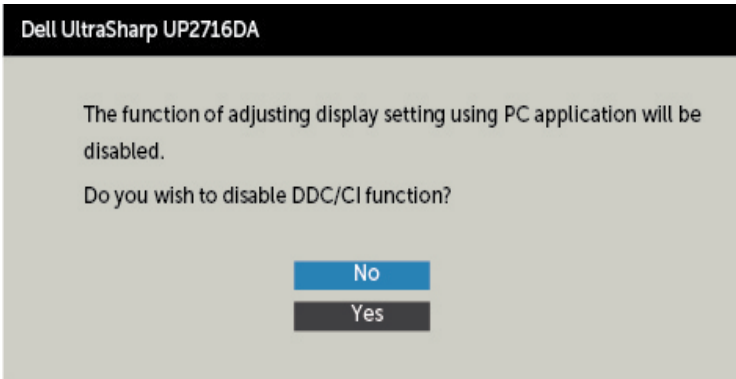 Dell UltraSharp UP2716DA
The function of adjusting display setting using PC application will be
disabled.
Do you wish to disable DDC/CI function?
No
Yes